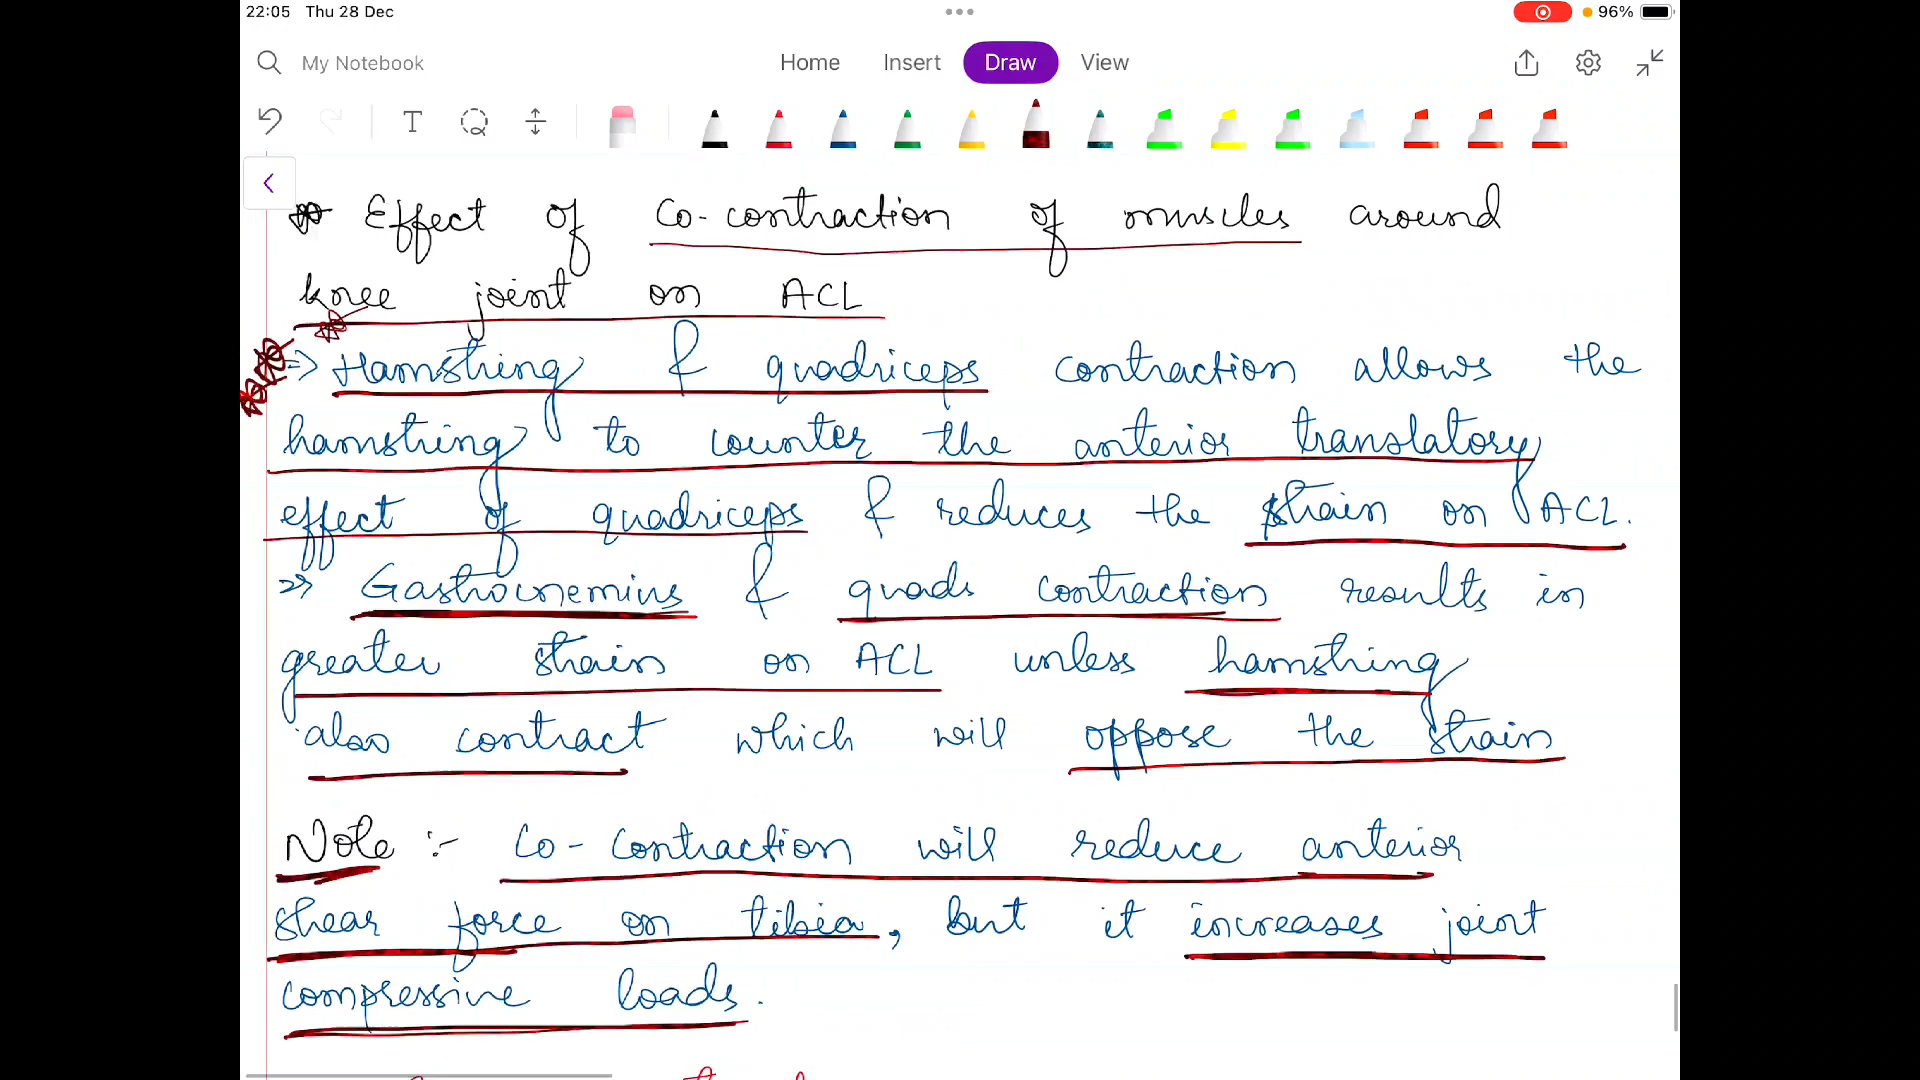 22:05 Thu 28 Dec
96%
My Notebook
Home Insert Draw View
T
Effect of Co-contraction of muscles around
knee joint on ACL
=> Hamstring & quadriceps contraction allows the
hamstring to counter the anterior translatory
effect of quadriceps & reduces the strain on ACL.
=> Gastrocnemius & quads contraction results in
greater strain on ACL unless hamstring
also contract which will oppose the strain
Note :- Co-contraction will reduce anterior
shear force on tibia, but it increases joint
compressive loads.